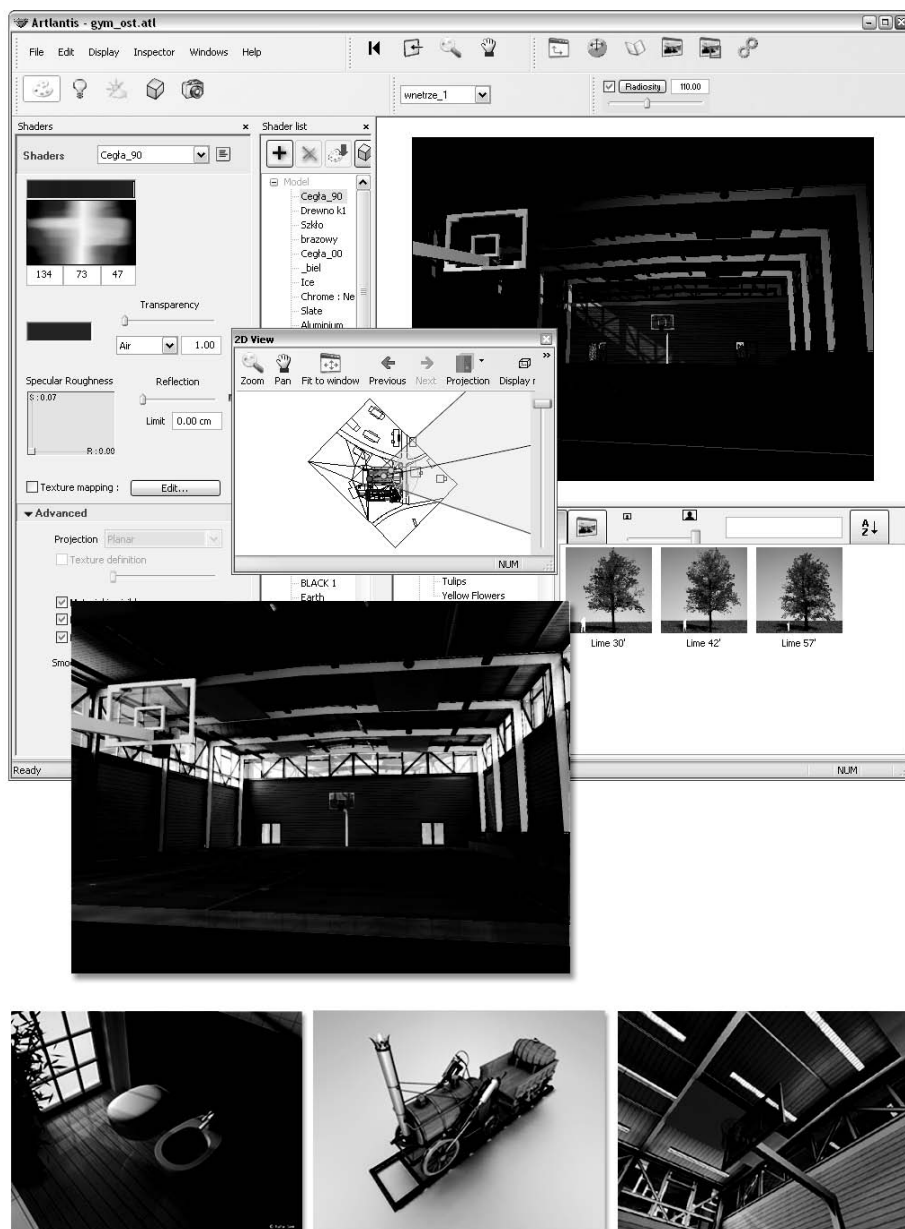 Artlantis - gym_ost.atl
File Edit Display Inspector Windows Help
wnetrze_1
Radiosity 110.00
Shaders
Shaders Cegła_90
134 73 47
Transparency
Air 1.00
Specular Roughness
S : 0.07
R : 0.00
Reflection
Limit 0.00 cm
Texture mapping : Edit...
Advanced
Projection Planar
Texture definition
Smo
Ready
Shader list
Model
Cegła_90
Drewno k1
Szkło
brazowy
Cegła_00
_biel
Ice
Chrome : Ne
Slate
Aluminium
2D View
Zoom Pan Fit to window Previous Next Projection Display r
NUM
BLACK 1
Earth
Tulips
Yellow Flowers
A
Z
Lime 30' Lime 42' Lime 57'
NUM